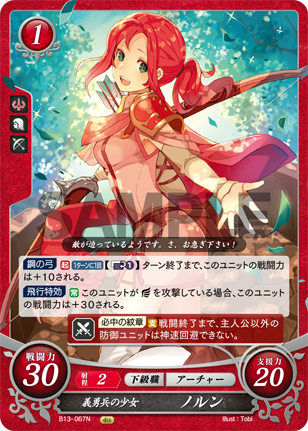 1
SAMPLE
敵が迫っているようです。さ、お急ぎ下さい!
鋼の弓 起 1ターンに1回 【 1】 ターン終了まで、このユニットの戦闘力
は+10される。
飛行特効 常 このユニットが を攻撃している場合、このユニット
の戦闘力は+30される。
必中の紋章 支 戦闘終了まで、主人公以外の
防御ユニットは神速回避できない。
戦闘力
30
射程 2 下級職 アーチャー
支援力
20
義勇兵の少女 ノルン
B13-067N Illust:Tobi